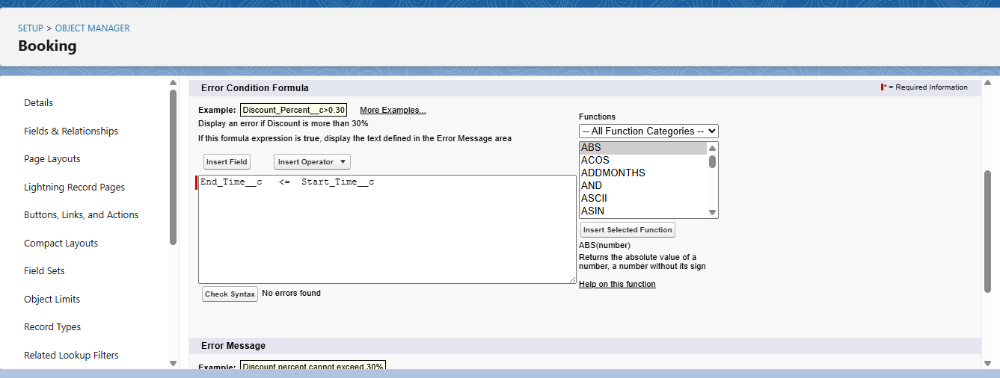 SETUP > OBJECT MANAGER
Booking
Details
Fields & Relationships
Page Layouts
Lightning Record Pages
Buttons, Links, and Actions
Compact Layouts
Field Sets
Object Limits
Record Types
Related Lookup Filters
Error Condition Formula
* = Required Information
Example: Discount_Percent__c>0.30 More Examples...
Display an error if Discount is more than 30%
If this formula expression is true, display the text defined in the Error Message area
Insert Field Insert Operator
End_Time__c <= Start_Time__c
Check Syntax No errors found
Functions
-- All Function Categories --
ABS
ACOS
ADDMONTHS
AND
ASCII
ASIN
Insert Selected Function
ABS(number)
Returns the absolute value of a
number, a number without its sign
Help on this function
Error Message
Example: Discount percent cannot exceed 30%